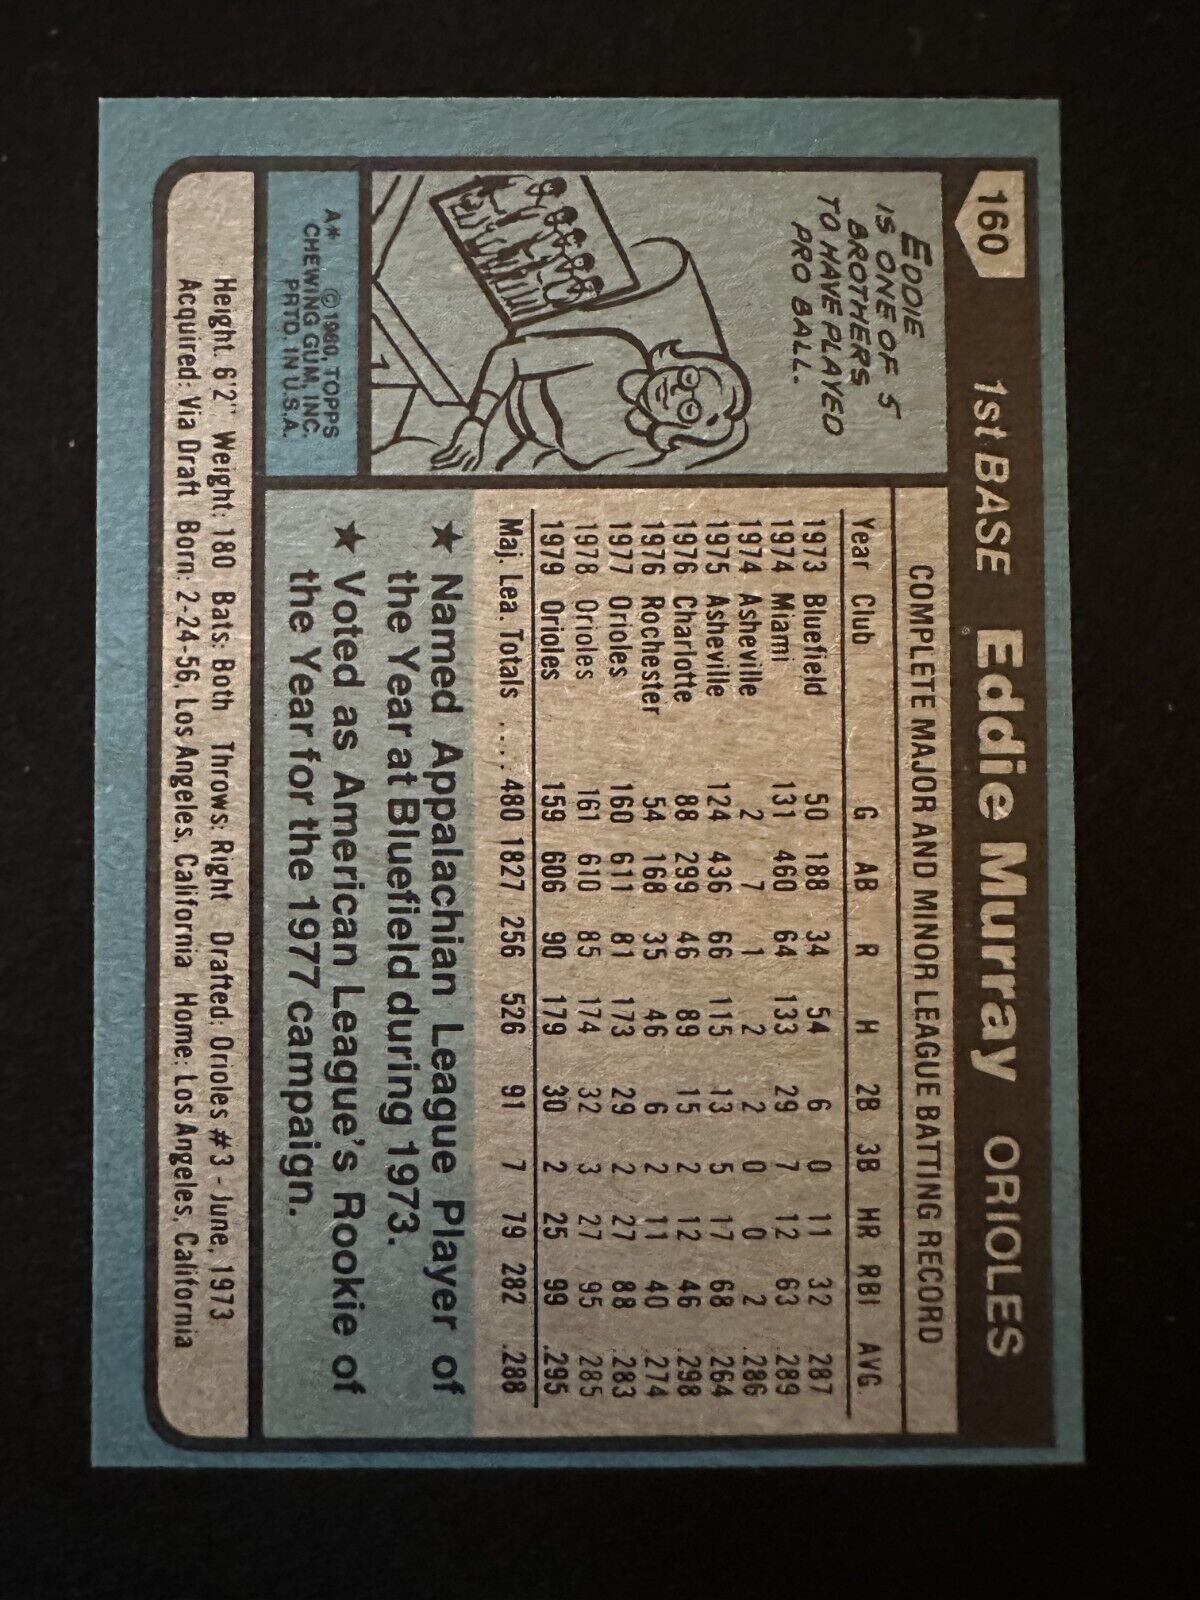 160 1st BASE Eddie Murray ORIOLES
EDDIE
IS ONE OF 5
BROTHERS
TO HAVE PLAYED
PRO BALL.
A* © 1980, TOPPS
CHEWING GUM, INC.
PRTD. IN U.S.A.
COMPLETE MAJOR AND MINOR LEAGUE BATTING RECORD
Year Club G AB R H 2B 3B HR RBI AVG.
1973 Bluefield 50 188 34 54 6 0 11 32 .287
1974 Miami 131 460 64 133 29 7 12 63 .289
1974 Asheville 2 7 1 2 2 0 0 2 .286
1975 Asheville 124 436 66 115 13 5 17 68 .264
1976 Charlotte 88 299 46 89 15 2 12 46 .298
1976 Rochester 54 168 35 46 6 2 11 40 .274
1977 Orioles 160 611 81 173 29 2 27 88 .283
1978 Orioles 161 610 85 174 32 3 27 95 .285
1979 Orioles 159 606 90 179 30 2 25 99 .295
Maj. Lea. Totals .... 480 1827 256 526 91 7 79 282 .288
★ Named Appalachian League Player of
the Year at Bluefield during 1973.
★ Voted as American League's Rookie of
the Year for the 1977 campaign.
Height: 6'2" Weight: 180 Bats: Both Throws: Right Drafted: Orioles #3 - June, 1973
Acquired: Via Draft Born: 2-24-56, Los Angeles, California Home: Los Angeles, California